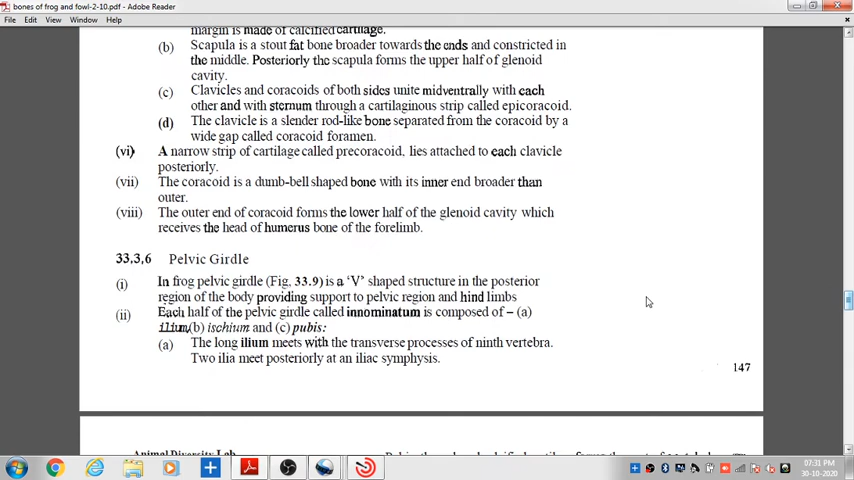 bones of frog and fowl-2-10.pdf - Adobe Reader
File Edit View Window Help
margin is made of calcified cartilage.
(b) Scapula is a stout fat bone broader towards the ends and constricted in
the middle. Posteriorly the scapula forms the upper half of glenoid
cavity.
(c) Clavicles and coracoids of both sides unite midventrally with each
other and with sternum through a cartilaginous strip called epicoracoid.
(d) The clavicle is a slender rod-like bone separated from the coracoid by a
wide gap called coracoid foramen.
(vi) A narrow strip of cartilage called precoracoid, lies attached to each clavicle
posteriorly.
(vii) The coracoid is a dumb-bell shaped bone with its inner end broader than
outer.
(viii) The outer end of coracoid forms the lower half of the glenoid cavity which
receives the head of humerus bone of the forelimb.
33.3,6 Pelvic Girdle
(i) In frog pelvic girdle (Fig, 33.9) is a 'V' shaped structure in the posterior
region of the body providing support to pelvic region and hind limbs
(ii) Each half of the pelvic girdle called innominatum is composed of – (a)
ilium,(b) ischium and (c) pubis:
(a) The long ilium meets with the transverse processes of ninth vertebra.
Two ilia meet posteriorly at an iliac symphysis.
147
Animal Diversity Lab
07:31 PM
30-10-2020